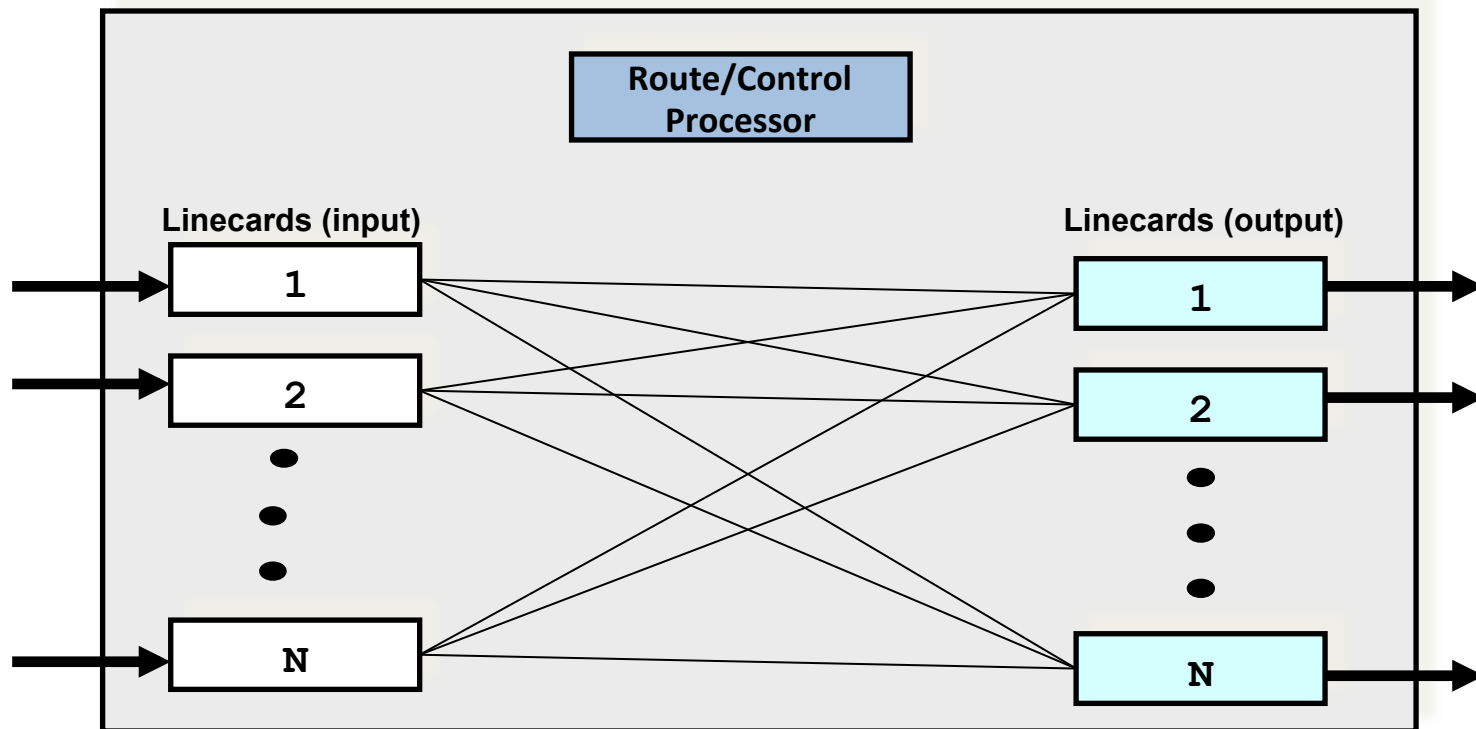 Route/Control
Processor
Linecards (input)
Linecards (output)
1
1
2
2
N
N